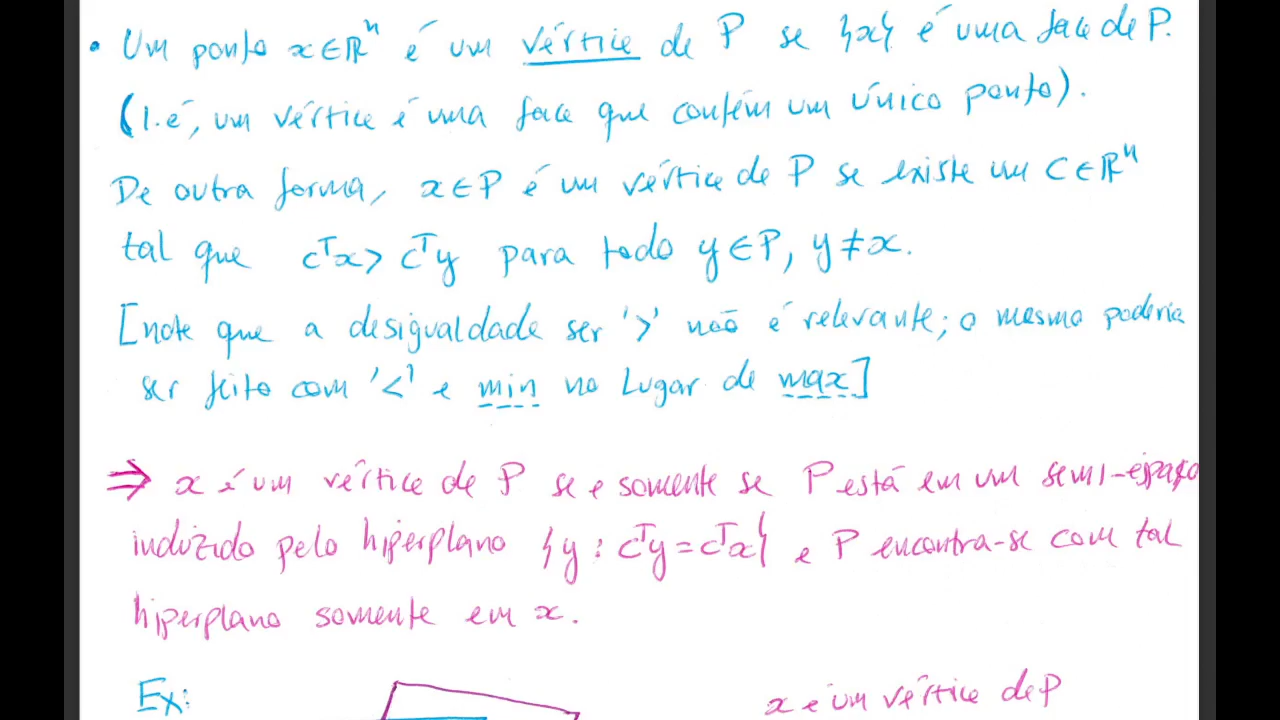 • Um ponto x∈ℝⁿ é um vértice de P se {x} é uma face de P.
(I.é, um vértice é uma face que contém um único ponto).
De outra forma, x∈P é um vértice de P se existe um C∈ℝⁿ
tal que cᵀx > cᵀy para todo y∈P, y≠x.
[note que a desigualdade ser '>' não é relevante; o mesmo poderia
ser feito com '<' e min no lugar de max]
⇒ x é um vértice de P se e somente se P está em um semi-espaço
induzido pelo hiperplano {y : cᵀy = cᵀx} e P encontra-se com tal
hiperplano somente em x.
Ex: x é um vértice de P